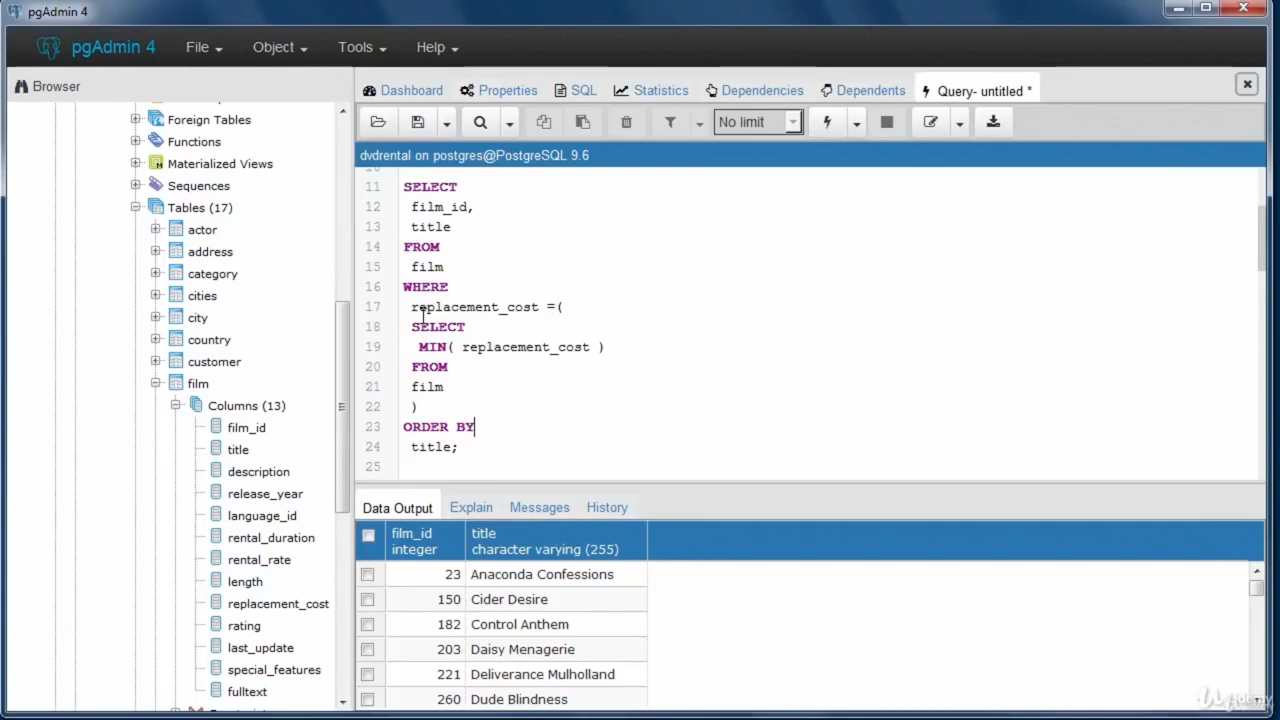 pgAdmin 4
pgAdmin 4 File Object Tools Help
Browser
Dashboard Properties SQL Statistics Dependencies Dependents Query- untitled *
No limit
dvdrental on postgres@PostgreSQL 9.6
Foreign Tables
Functions
Materialized Views
Sequences
Tables (17)
actor
address
category
cities
city
country
customer
film
Columns (13)
film_id
title
description
release_year
language_id
rental_duration
rental_rate
length
replacement_cost
rating
last_update
special_features
fulltext
11 SELECT
12 film_id,
13 title
14 FROM
15 film
16 WHERE
17 replacement_cost =(
18 SELECT
19 MIN( replacement_cost )
20 FROM
21 film
22 )
23 ORDER BY
24 title;
25
Data Output Explain Messages History
film_id title
integer character varying (255)
23 Anaconda Confessions
150 Cider Desire
182 Control Anthem
203 Daisy Menagerie
221 Deliverance Mulholland
260 Dude Blindness